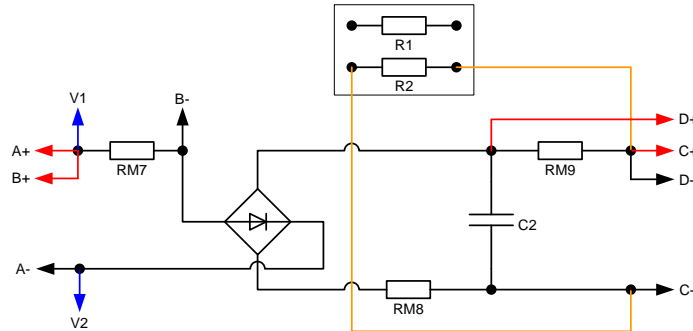 R1
R2
V1
B-
D+
A+
C+
B+
RM7
RM9
D-
C2
A-
RM8
C-
V2